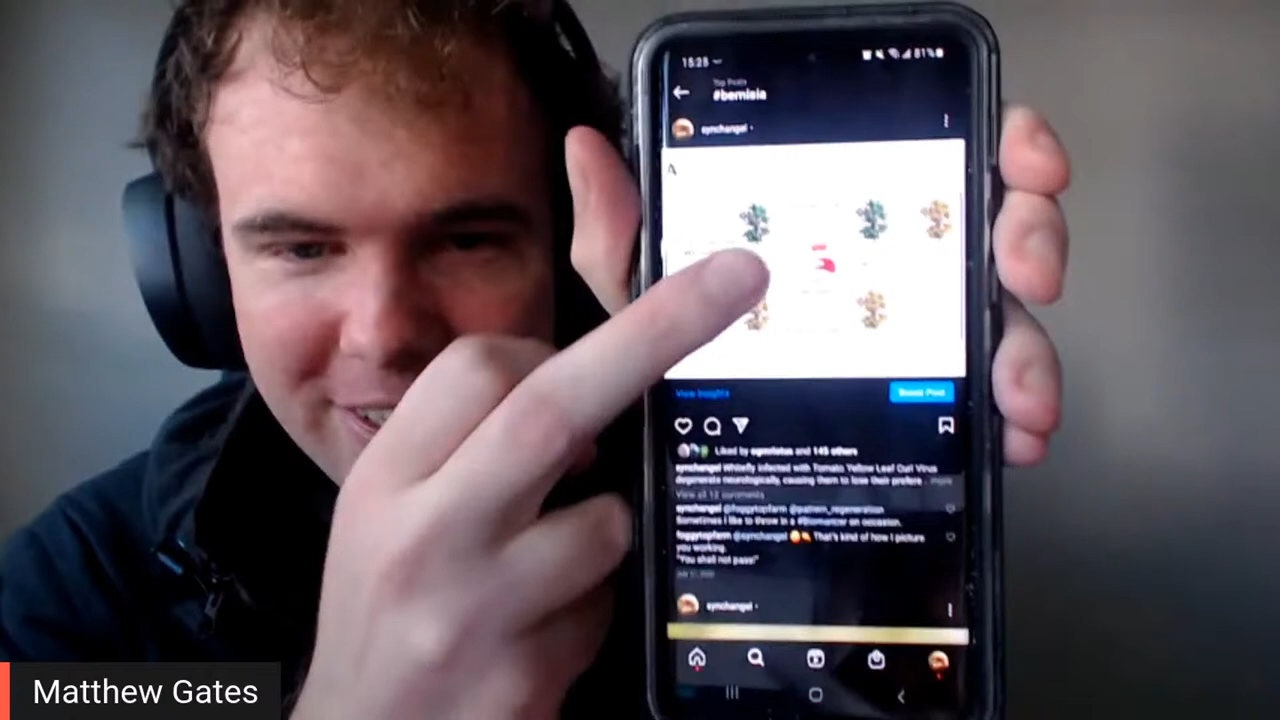 15:25
81%
Top Posts
#bemisia
synchangel
A
View Insights
Boost Post
Liked by and 145 others
synchangel Whitefly infected with Tomato Yellow Leaf Curl Virus
degenerate neurologically, causing them to lose their prefere... more
View all 12 comments
synchangel @foggytopfarm @pattern_regeneration
Sometimes I like to throw in a #Biomancer on occasion.
foggytopfarm @synchangel That's kind of how I picture
you working.
"You shall not pass!"
synchangel
Matthew Gates